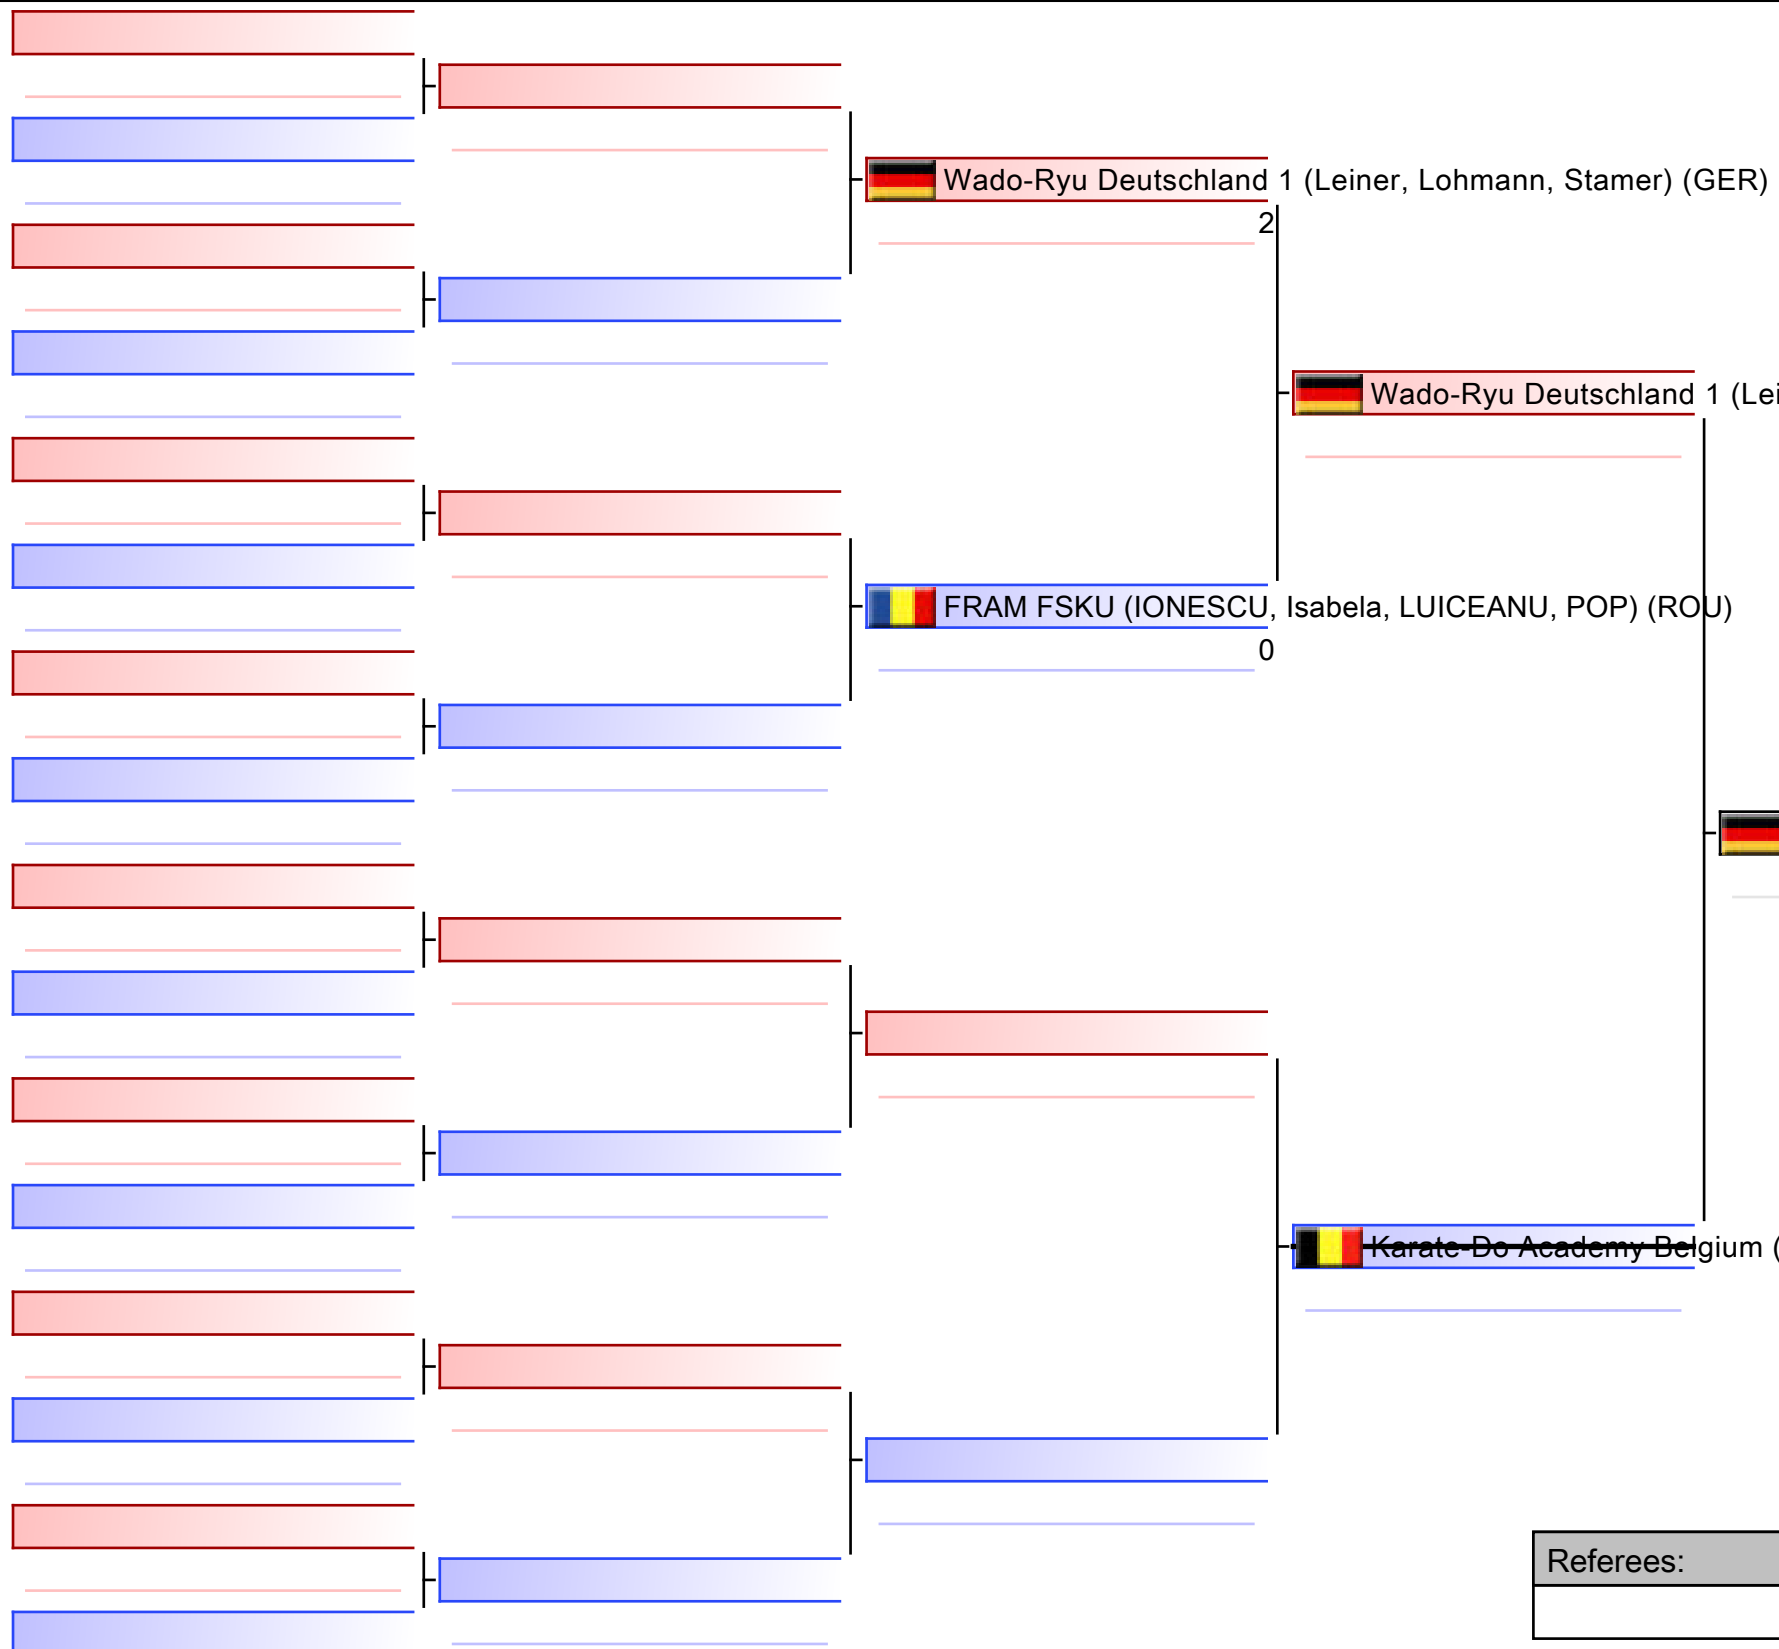 Wado-Ryu Deutschland 1 (Leiner, Lohmann, Stamer) (GER)
2
Wado-Ryu Deutschland 1 (Lei
FRAM FSKU (IONESCU, Isabela, LUICEANU, POP) (ROU)
0
Karate-Do Academy Belgium (
Referees: